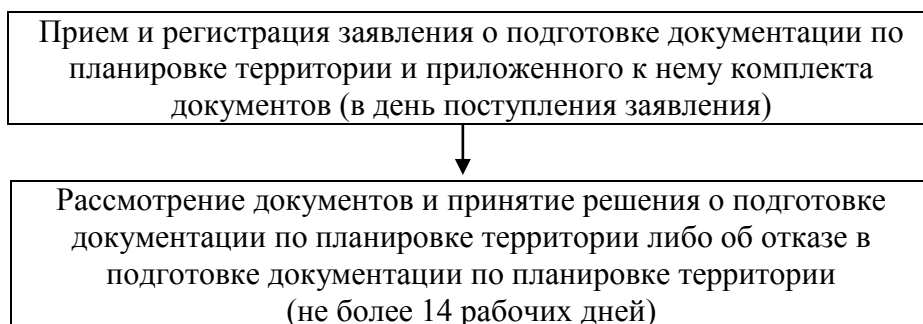 Прием и регистрация заявления о подготовке документации по
планировке территории и приложенного к нему комплекта
документов (в день поступления заявления)
Рассмотрение документов и принятие решения о подготовке
документации по планировке территории либо об отказе в
подготовке документации по планировке территории
(не более 14 рабочих дней)